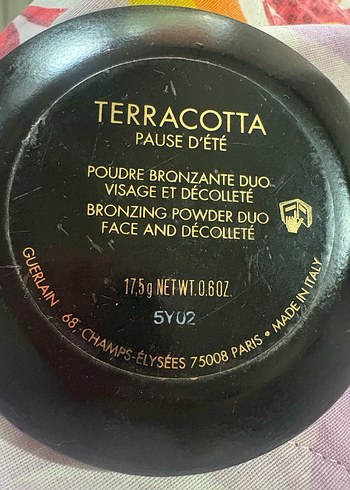 TERRACOTTA
PAUSE D'ÉTÉ
POUDRE BRONZANTE DUO
VISAGE ET DÉCOLLETÉ
BRONZING POWDER DUO
FACE AND DÉCOLLETÉ
17,5 g NET WT. 0.6OZ.
5Y02
GUERLAIN 68, CHAMPS-ÉLYSÉES 75008 PARIS • MADE IN ITALY